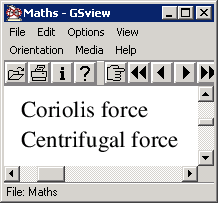 Maths - GSview
File Edit Options View
Orientation Media Help
Coriolis force
Centrifugal force
File: Maths